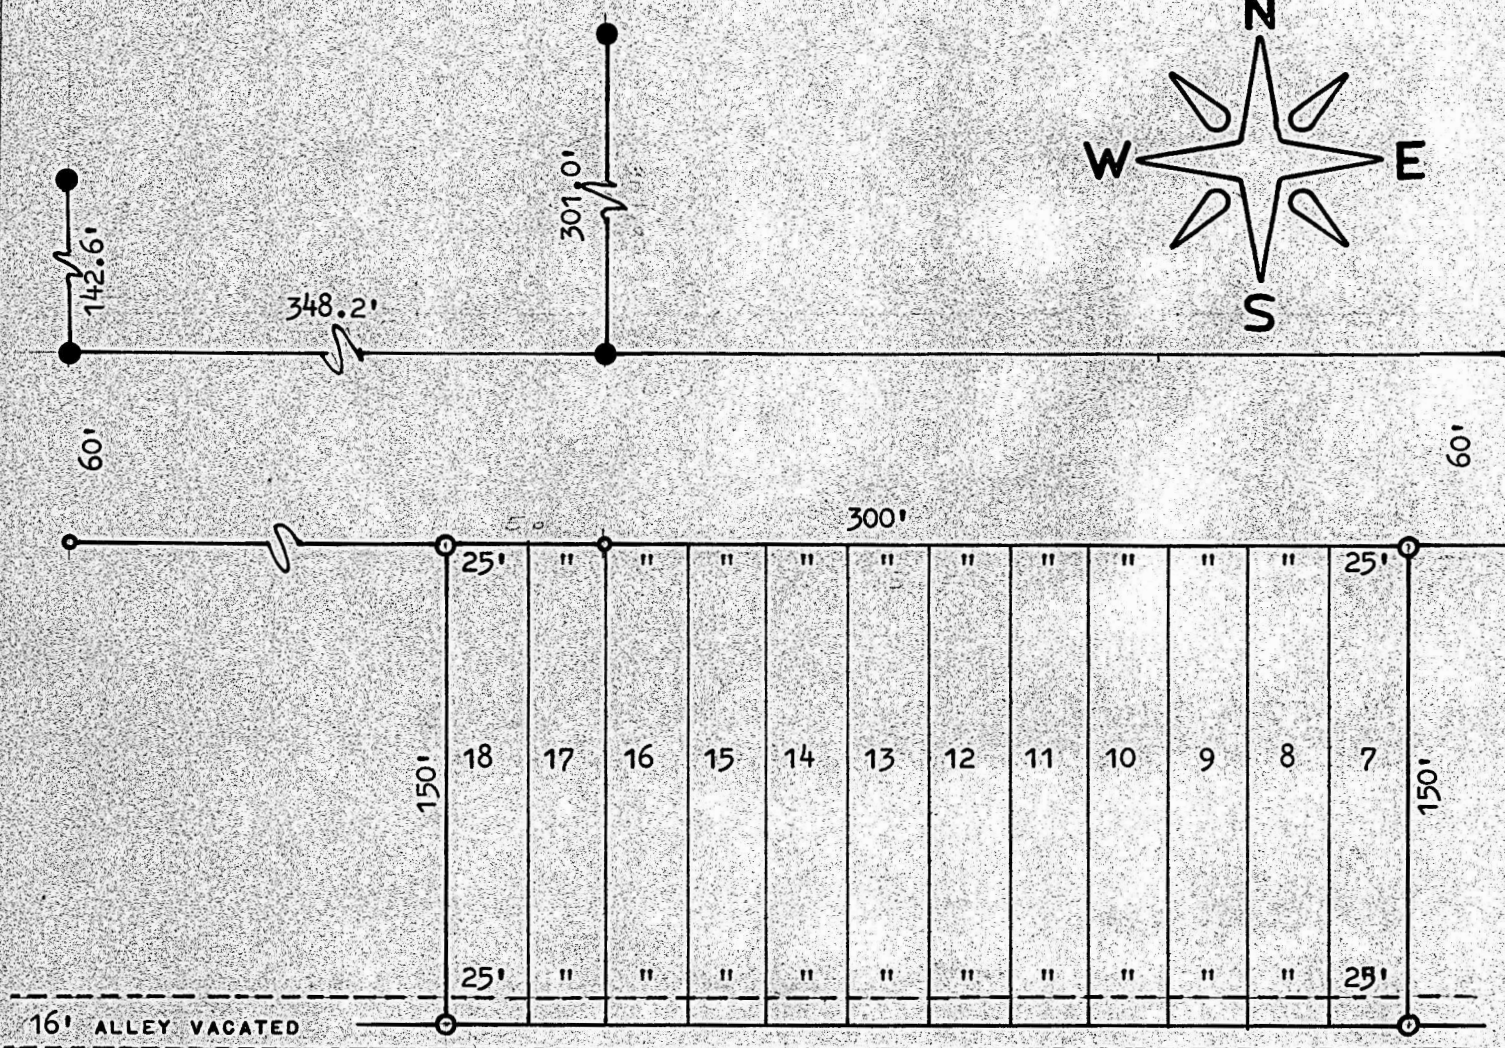 N
W E
S
301.0'
142.6'
348.2'
60' 60'
300'
25' " " " " " " " " " " 25'
150' 18 17 16 15 14 13 12 11 10 9 8 7 150'
25' " " " " " " " " " " 25'
16' ALLEY VACATED